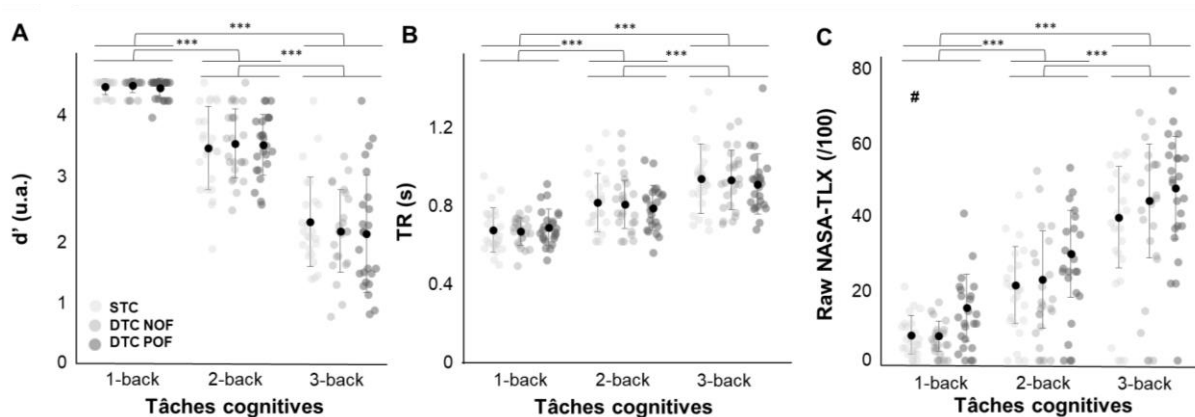 A
***
***
***
d' (u.a.)
4
3
2
1
0
STC
DTC NOF
DTC POF
1-back
2-back
3-back
Tâches cognitives
B
***
***
***
TR (s)
1.2
0.8
0.4
0
1-back
2-back
3-back
Tâches cognitives
C
***
***
***
#
Raw NASA-TLX (/100)
80
60
40
20
0
1-back
2-back
3-back
Tâches cognitives